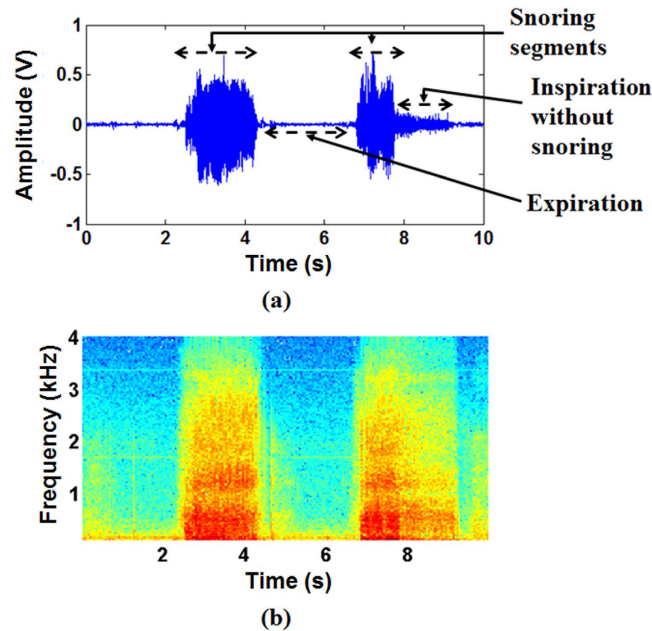 Snoring
segments
Inspiration
without
snoring
Expiration
Amplitude (V)
1
0.5
0
-0.5
-1
0 2 4 6 8 10
Time (s)
(a)
Frequency (kHz)
4
3
2
1
2 4 6 8
Time (s)
(b)